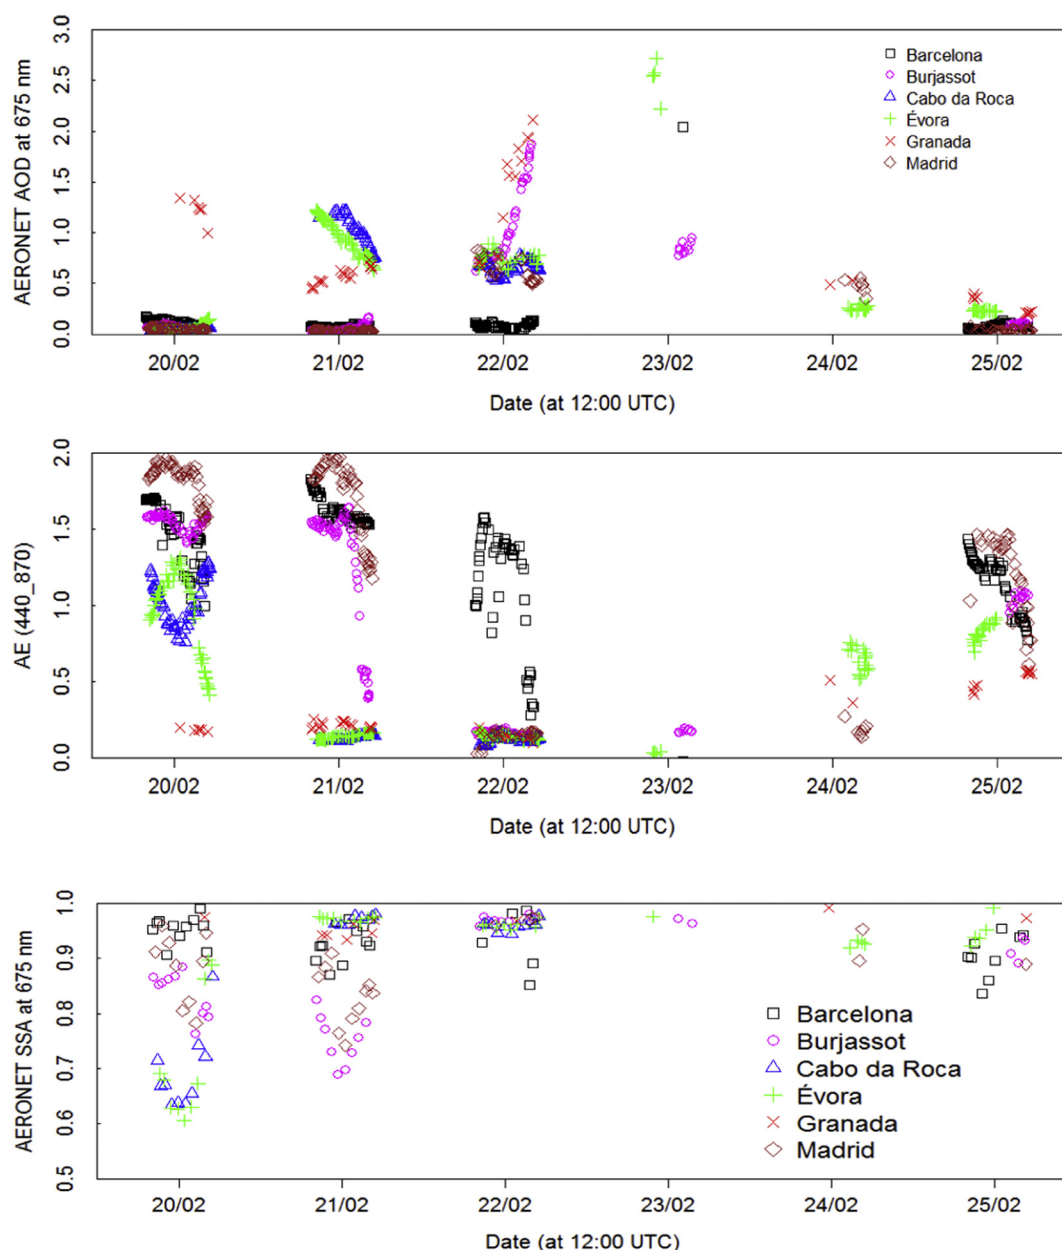 AERONET AOD at 675 nm
3.0
2.5
2.0
1.5
1.0
0.5
0.0
Barcelona
Burjassot
Cabo da Roca
Évora
Granada
Madrid
20/02 21/02 22/02 23/02 24/02 25/02
Date (at 12:00 UTC)
AE (440_870)
2.0
1.5
1.0
0.5
0.0
20/02 21/02 22/02 23/02 24/02 25/02
Date (at 12:00 UTC)
AERONET SSA at 675 nm
1.0
0.9
0.8
0.7
0.6
0.5
Barcelona
Burjassot
Cabo da Roca
Évora
Granada
Madrid
20/02 21/02 22/02 23/02 24/02 25/02
Date (at 12:00 UTC)